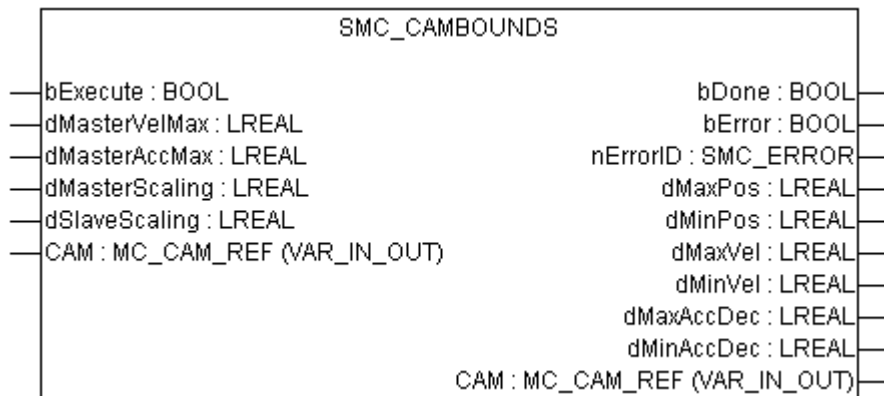 SMC_CAMBOUNDS
bExecute : BOOL bDone : BOOL
dMasterVelMax : LREAL bError : BOOL
dMasterAccMax : LREAL nErrorID : SMC_ERROR
dMasterScaling : LREAL dMaxPos : LREAL
dSlaveScaling : LREAL dMinPos : LREAL
CAM : MC_CAM_REF (VAR_IN_OUT) dMaxVel : LREAL
dMinVel : LREAL
dMaxAccDec : LREAL
dMinAccDec : LREAL
CAM : MC_CAM_REF (VAR_IN_OUT)